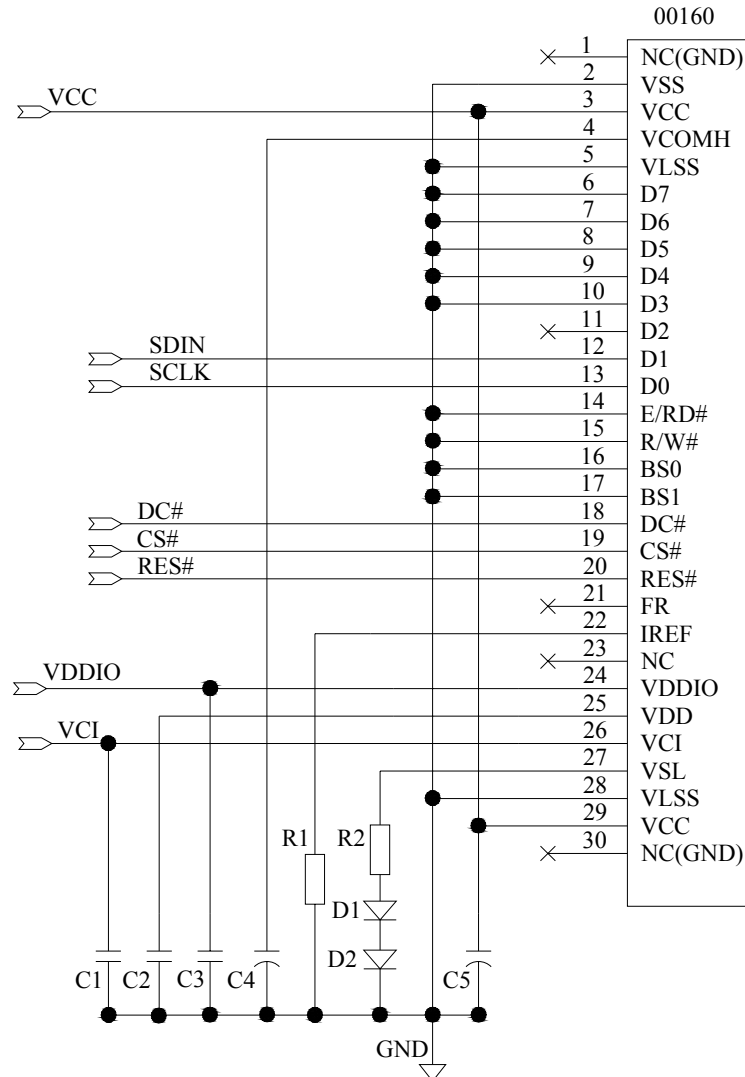 00160
1 NC(GND)
2 VSS
VCC 3 VCC
4 VCOMH
5 VLSS
6 D7
7 D6
8 D5
9 D4
10 D3
11 D2
SDIN 12 D1
SCLK 13 D0
14 E/RD#
15 R/W#
16 BS0
17 BS1
DC# 18 DC#
CS# 19 CS#
RES# 20 RES#
21 FR
22 IREF
23 NC
VDDIO 24 VDDIO
25 VDD
VCI 26 VCI
27 VSL
28 VLSS
29 VCC
R1 R2 30 NC(GND)
D1
D2
C1 C2 C3 C4 C5
GND